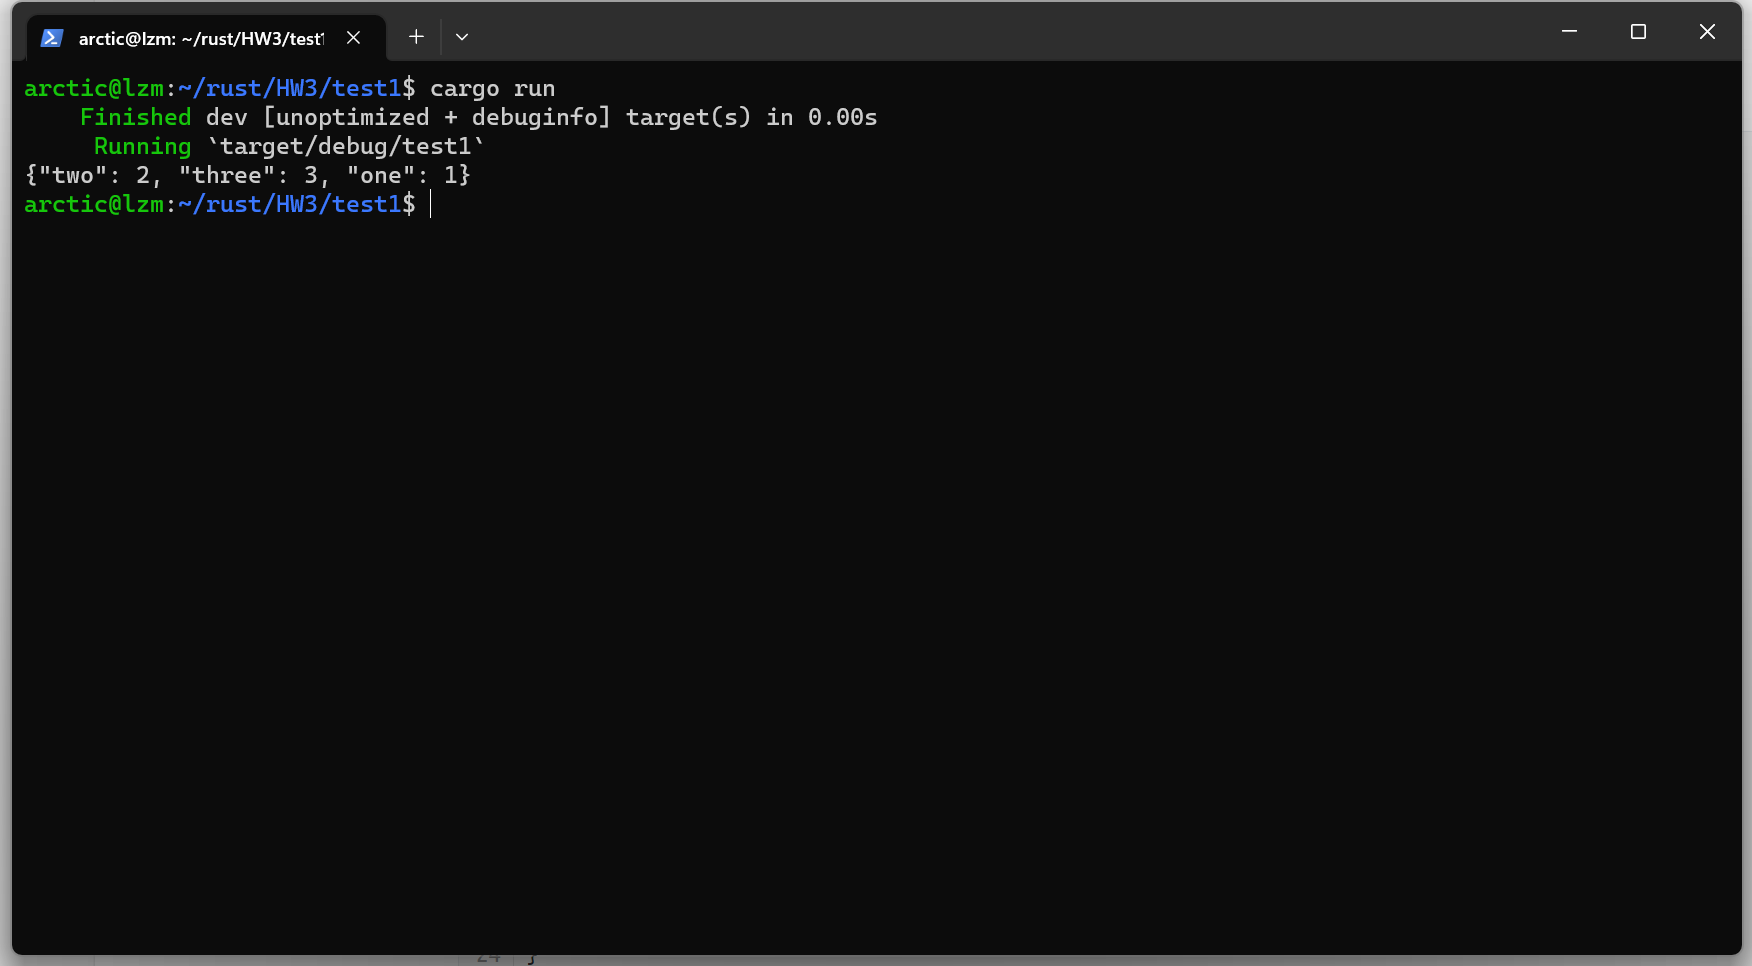 arctic@lzm: ~/rust/HW3/test1
arctic@lzm:~/rust/HW3/test1$ cargo run
Finished dev [unoptimized + debuginfo] target(s) in 0.00s
Running `target/debug/test1`
{"two": 2, "three": 3, "one": 1}
arctic@lzm:~/rust/HW3/test1$
24 }